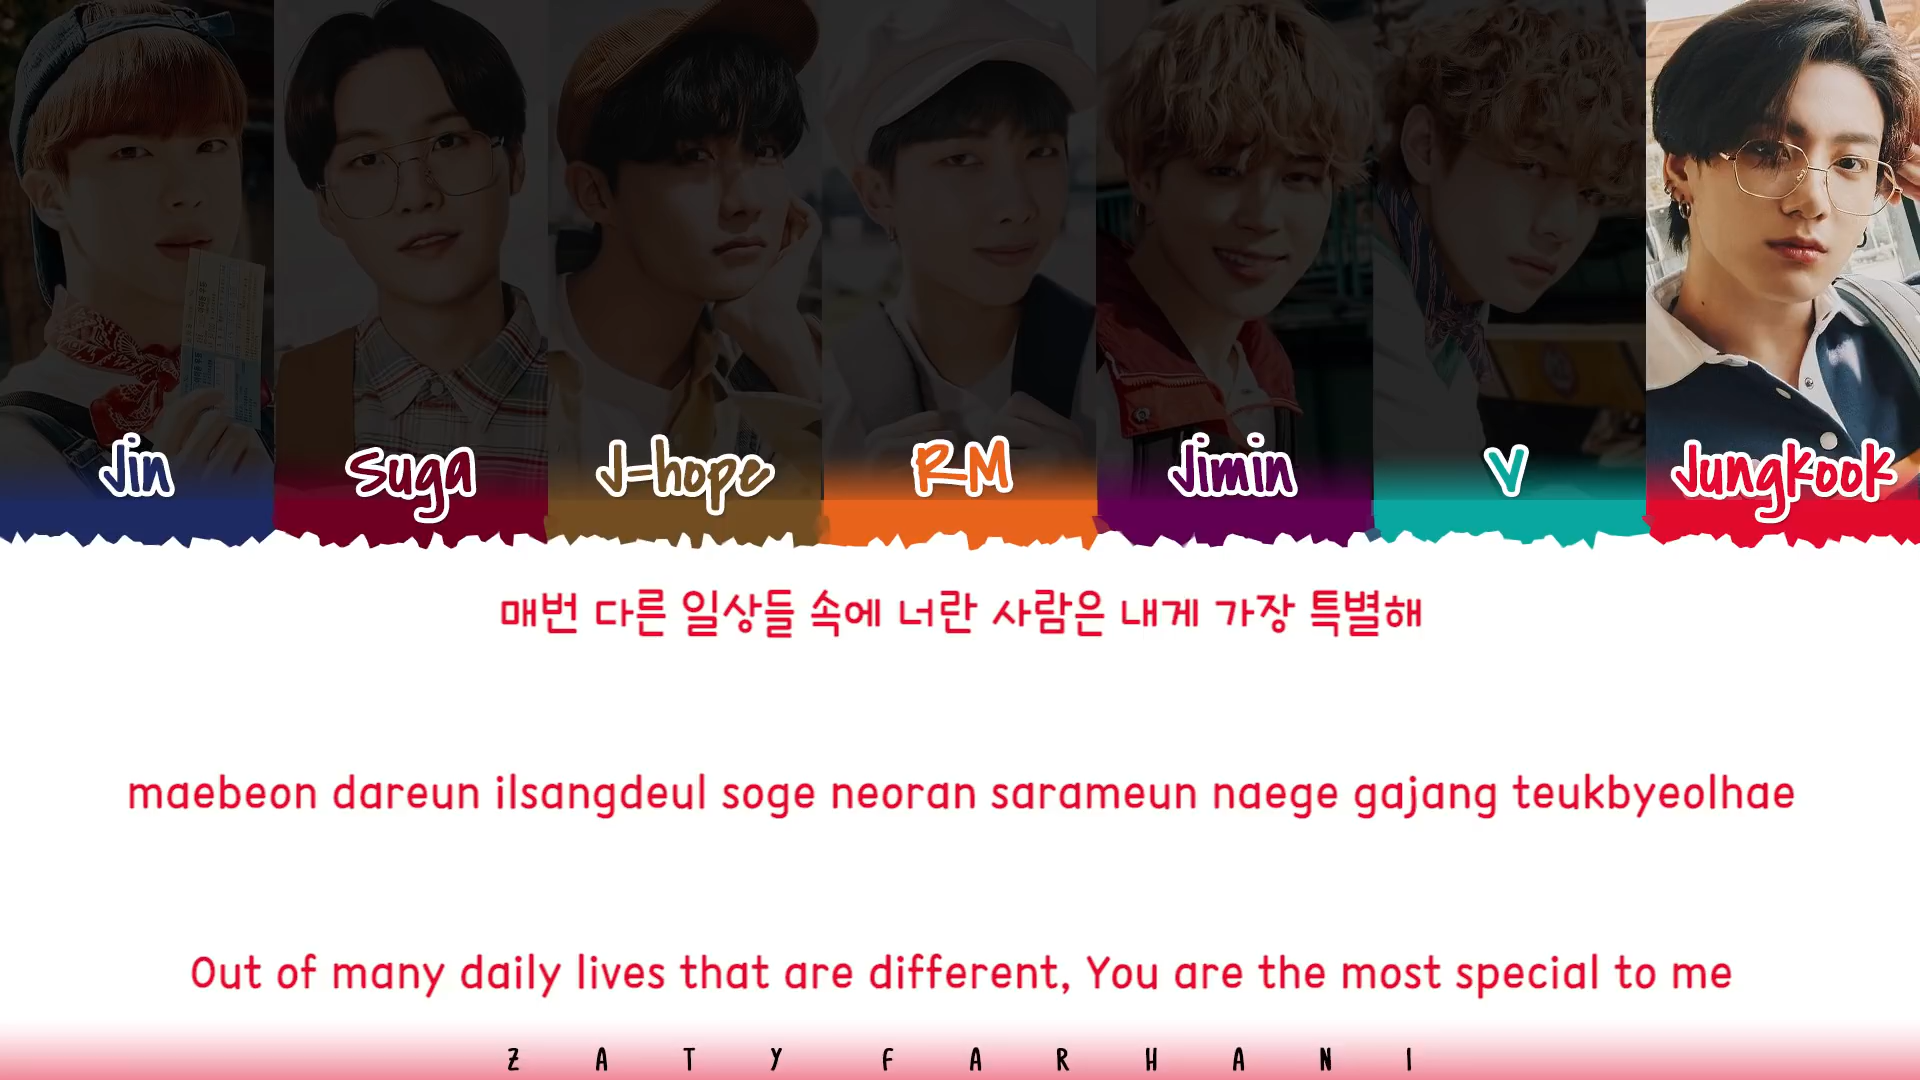 Jin Suga J-hope RM Jimin V Jungkook
매번 다른 일상들 속에 너란 사람은 내게 가장 특별해
maebeon dareun ilsangdeul soge neoran sarameun naege gajang teukbyeolhae
Out of many daily lives that are different, You are the most special to me
ZATY FARHANI